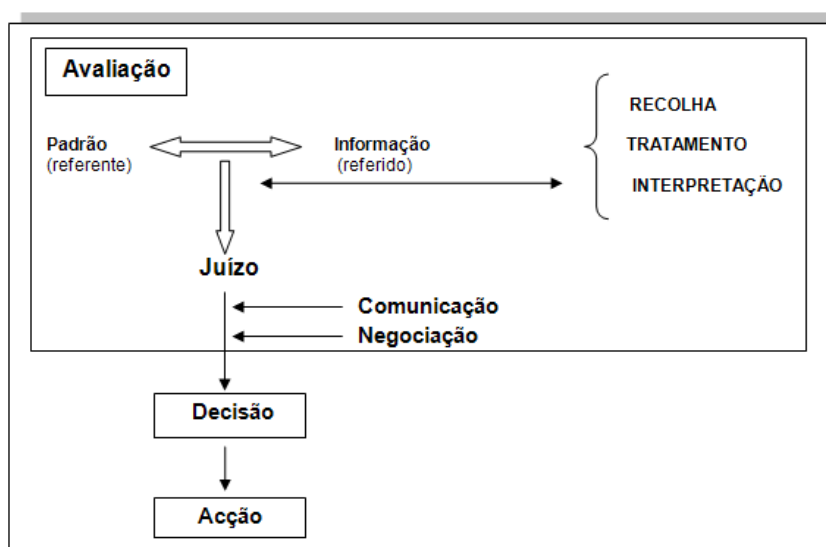 Avaliação
RECOLHA
Padrão
(referente)
Informação
(referido)
TRATAMENTO
INTERPRETAÇÃO
Juízo
Comunicação
Negociação
Decisão
Acção